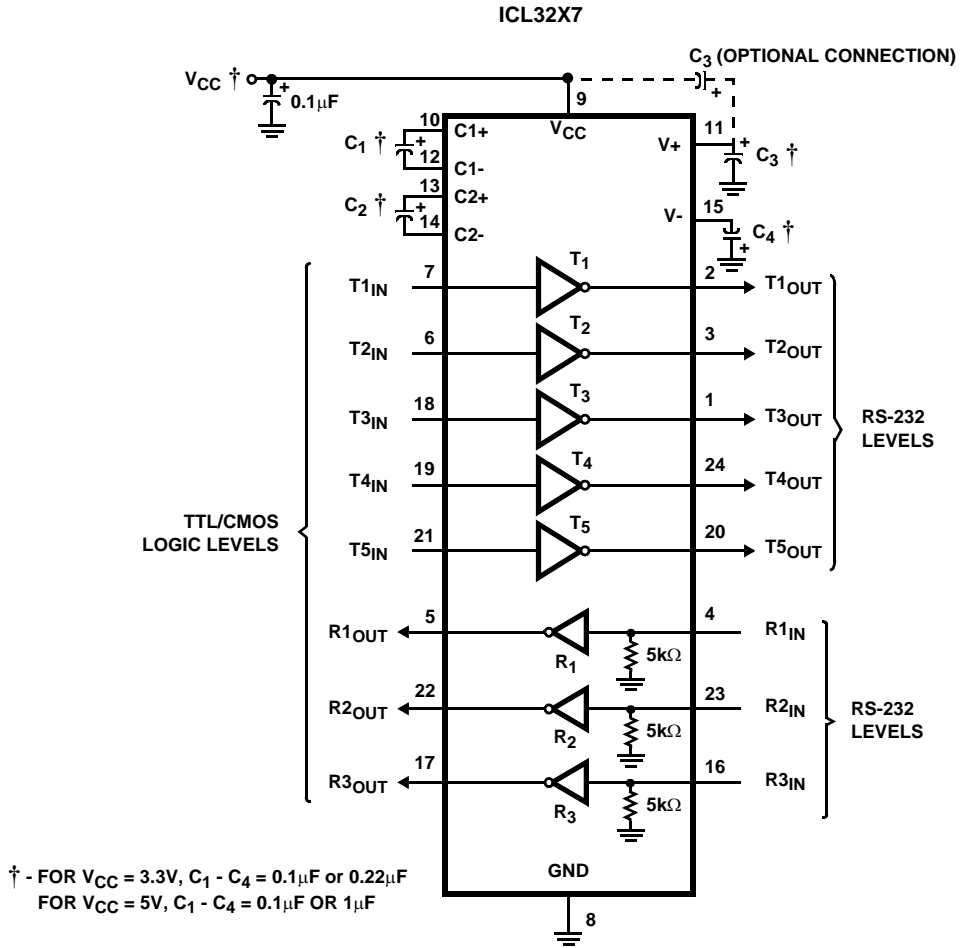 ICL32X7
C3 (OPTIONAL CONNECTION)
VCC †
+
0.1μF
+
9
VCC
10
C1+
C1 †
+
12
C1-
13
C2+
C2 †
+
14
C2-
11
V+
+
C3 †
15
V-
C4 †
+
T1IN 7 T1 2 T1OUT
T2IN 6 T2 3 T2OUT
T3IN 18 T3 1 T3OUT
T4IN 19 T4 24 T4OUT
T5IN 21 T5 20 T5OUT
TTL/CMOS
LOGIC LEVELS
RS-232
LEVELS
R1OUT 5 R1 5kΩ 4 R1IN
R2OUT 22 R2 5kΩ 23 R2IN
R3OUT 17 R3 5kΩ 16 R3IN
RS-232
LEVELS
GND
8
† - FOR VCC = 3.3V, C1 - C4 = 0.1μF or 0.22μF
FOR VCC = 5V, C1 - C4 = 0.1μF OR 1μF